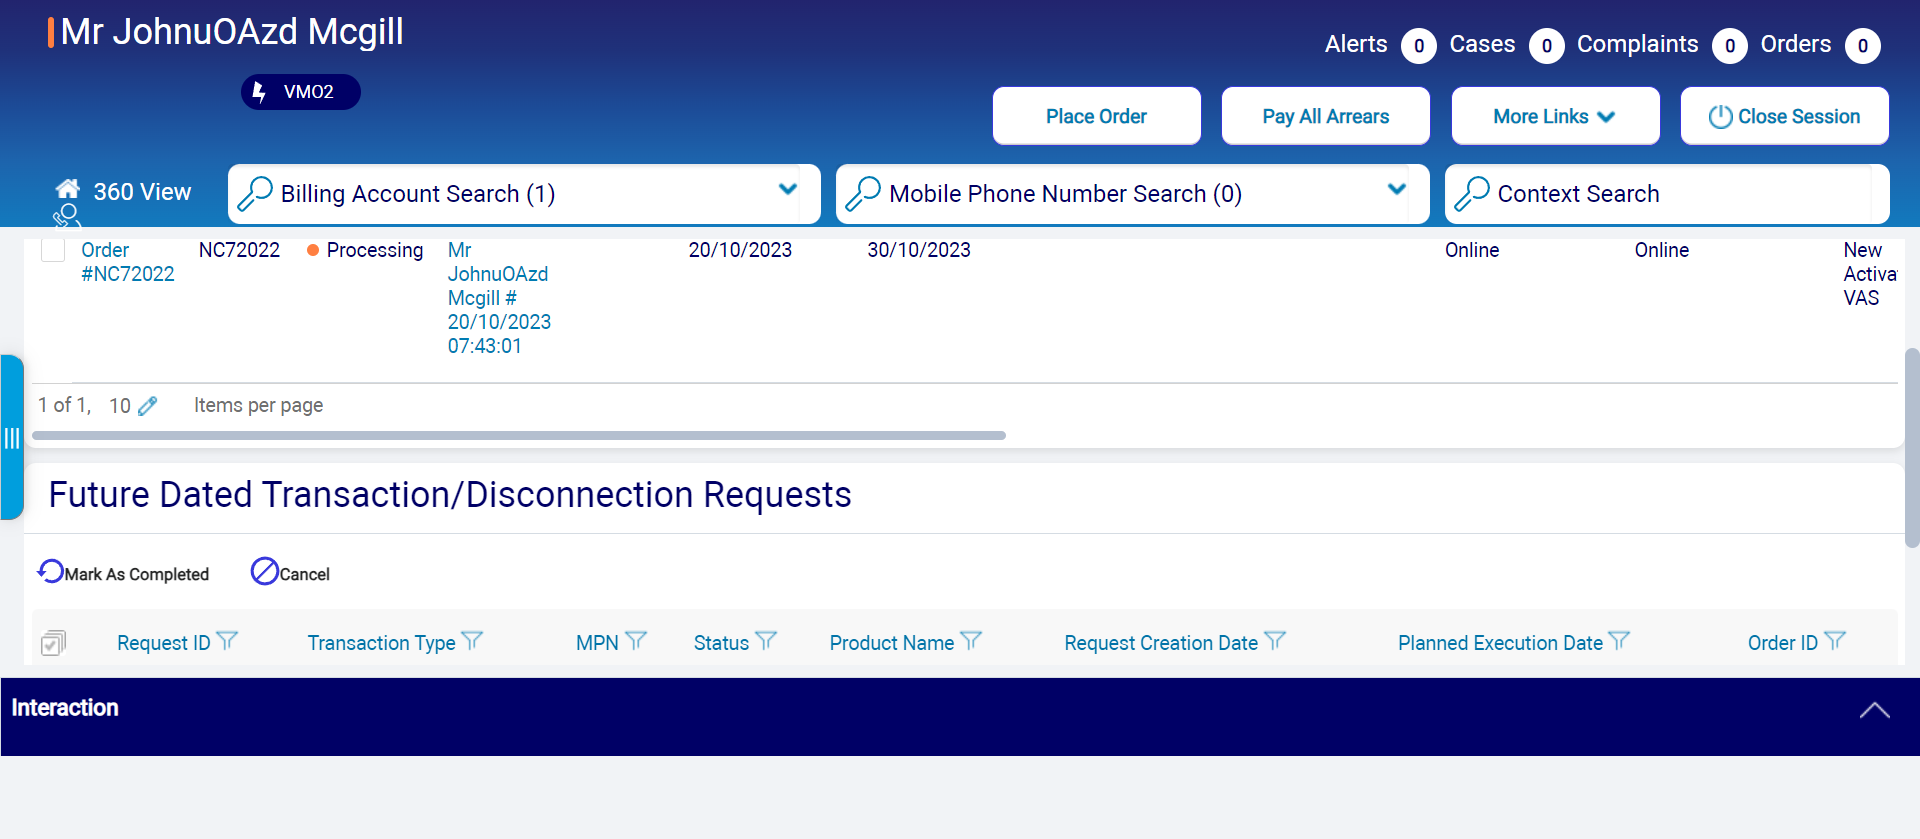 Mr JohnuOAzd Mcgill
Alerts 0 Cases 0 Complaints 0 Orders 0
VMO2
Place Order
Pay All Arrears
More Links
Close Session
360 View
Billing Account Search (1)
Mobile Phone Number Search (0)
Context Search
Order
#NC72022
NC72022
Processing
Mr
JohnuOAzd
Mcgill #
20/10/2023
07:43:01
20/10/2023
30/10/2023
Online
Online
New
Activa
VAS
1 of 1, 10 Items per page
Future Dated Transaction/Disconnection Requests
Mark As Completed
Cancel
Request ID Transaction Type MPN Status Product Name Request Creation Date Planned Execution Date Order ID
Interaction